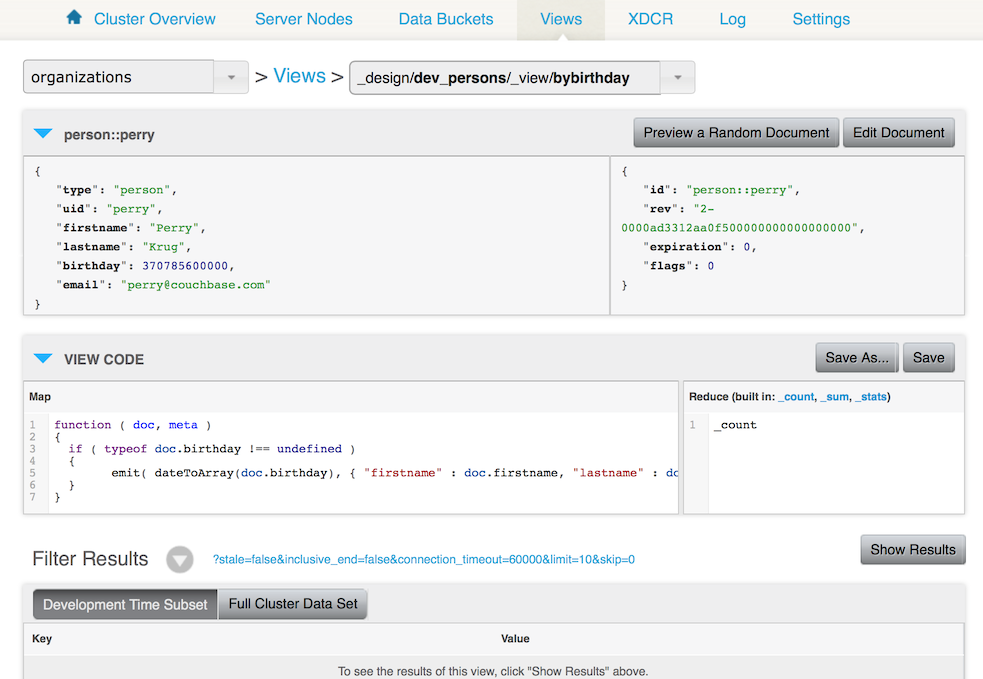 Cluster Overview Server Nodes Data Buckets Views XDCR Log Settings
organizations > Views > _design/dev_persons/_view/bybirthday
person::perry Preview a Random Document Edit Document
{
"type": "person",
"uid": "perry",
"firstname": "Perry",
"lastname": "Krug",
"birthday": 370785600000,
"email": "perry@couchbase.com"
}
{
"id": "person::perry",
"rev": "2-
0000ad3312aa0f500000000000000000",
"expiration": 0,
"flags": 0
}
VIEW CODE Save As... Save
Map
1 function ( doc, meta )
2 {
3 if ( typeof doc.birthday !== undefined )
4 {
5 emit( dateToArray(doc.birthday), { "firstname" : doc.firstname, "lastname" : do
6 }
7 }
Reduce (built in: _count, _sum, _stats)
1 _count
Filter Results ?stale=false&inclusive_end=false&connection_timeout=60000&limit=10&skip=0 Show Results
Development Time Subset Full Cluster Data Set
Key Value
To see the results of this view, click "Show Results" above.